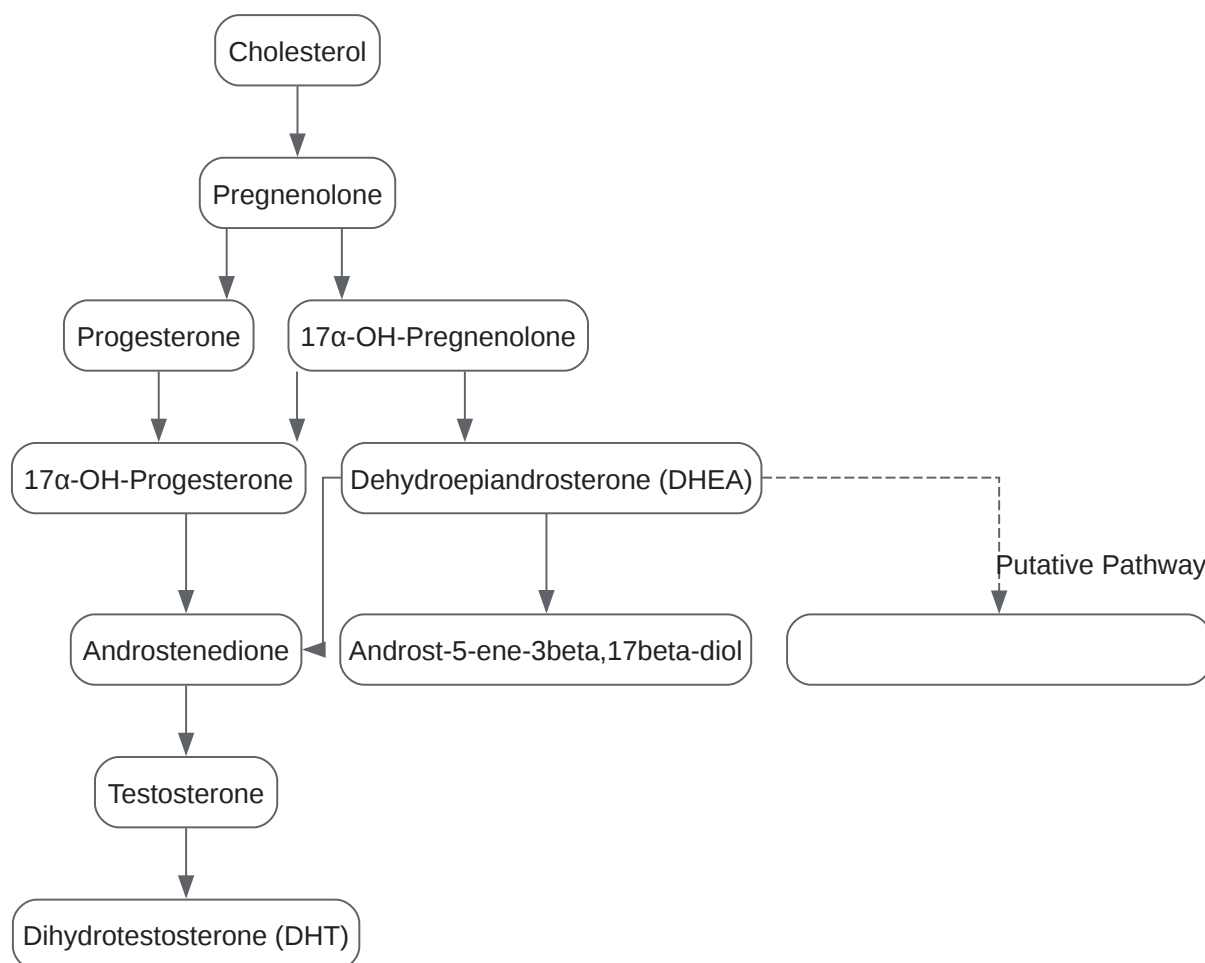 Cholesterol
Pregnenolone
Progesterone
17α-OH-Pregnenolone
17α-OH-Progesterone
Dehydroepiandrosterone (DHEA)
Putative Pathway
Androstenedione
Androst-5-ene-3beta,17beta-diol
Testosterone
Dihydrotestosterone (DHT)